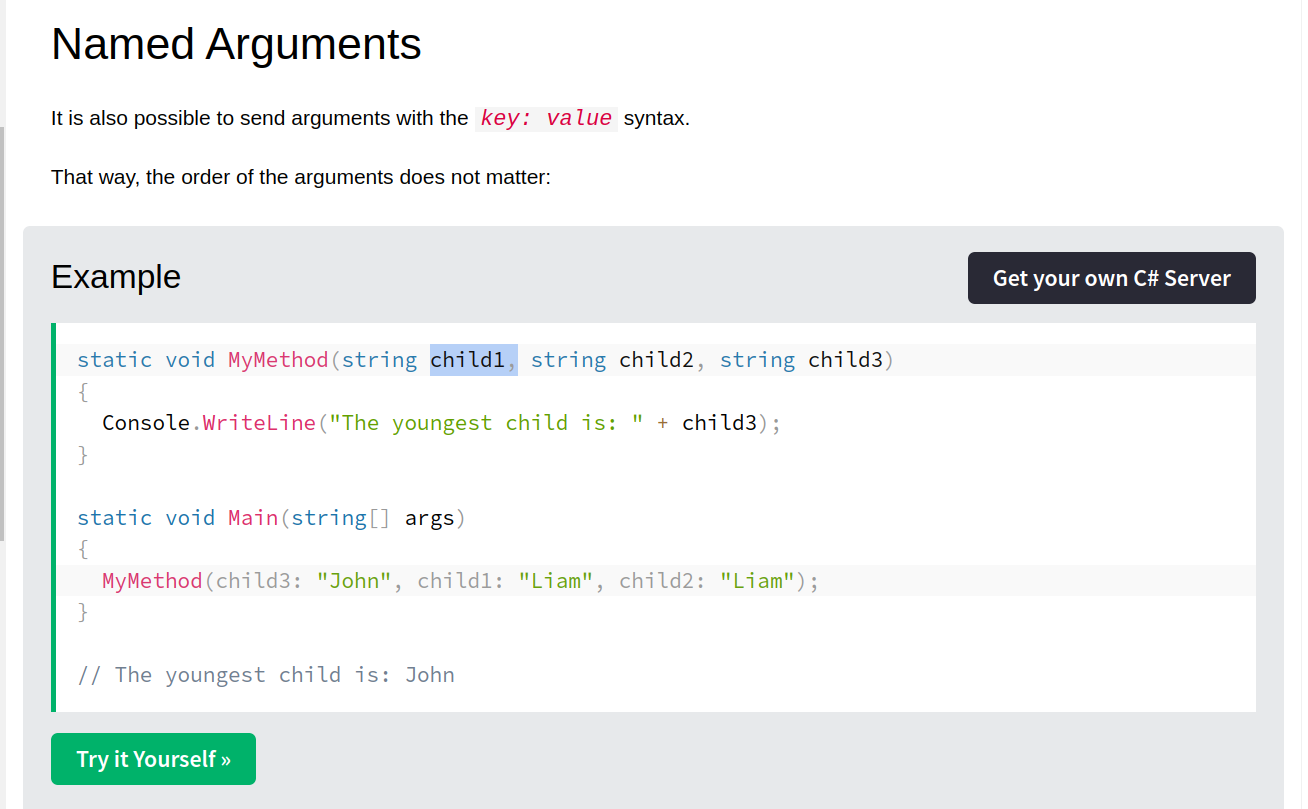 Named Arguments
It is also possible to send arguments with the key: value syntax.
That way, the order of the arguments does not matter:
Example
Get your own C# Server
static void MyMethod(string child1, string child2, string child3)
{
  Console.WriteLine("The youngest child is: " + child3);
}
static void Main(string[] args)
{
  MyMethod(child3: "John", child1: "Liam", child2: "Liam");
}
// The youngest child is: John
Try it Yourself »